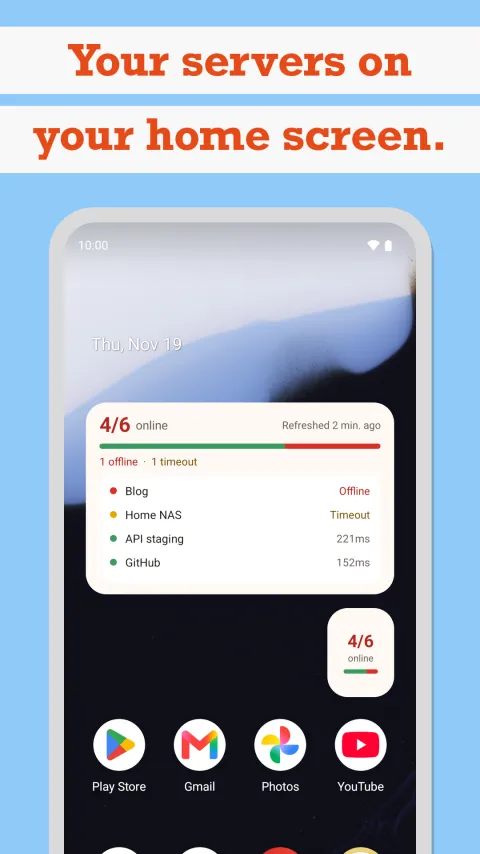 Your servers on
your home screen.
10:00
Thu, Nov 19
4/6 online Refreshed 2 min. ago
1 offline · 1 timeout
Blog Offline
Home NAS Timeout
API staging 221ms
GitHub 152ms
4/6
online
Play Store Gmail Photos YouTube